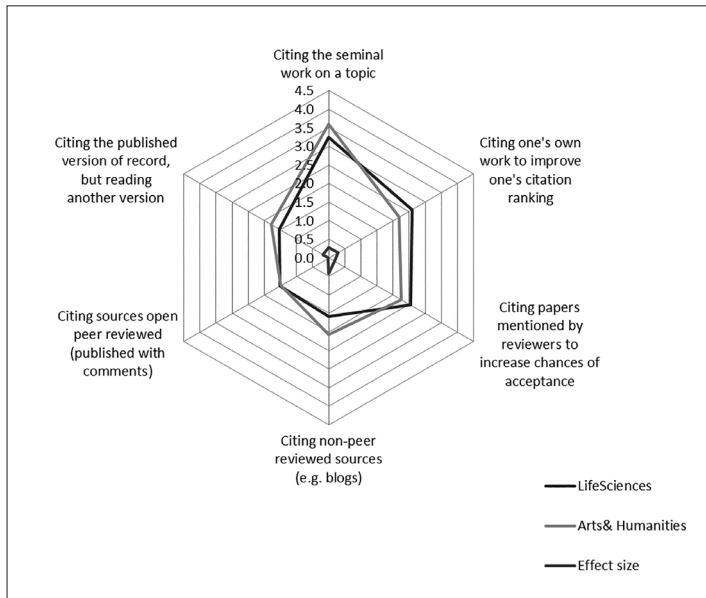 Citing the seminal
work on a topic
4.5
4.0
3.5
3.0
2.5
2.0
1.5
1.0
0.5
0.0
Citing one's own
work to improve
one's citation
ranking
Citing papers
mentioned by
reviewers to
increase chances of
acceptance
Citing non-peer
reviewed sources
(e.g. blogs)
Citing sources open
peer reviewed
(published with
comments)
Citing the published
version of record,
but reading
another version
LifeSciences
Arts& Humanities
Effect size